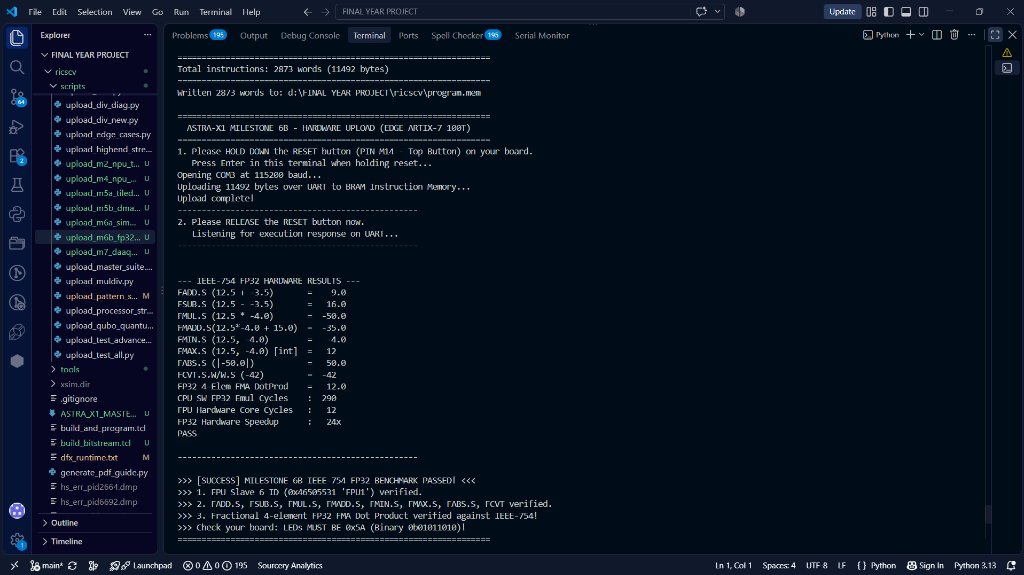 File Edit Selection View Go Run Terminal Help
FINAL YEAR PROJECT
Update
Explorer
FINAL YEAR PROJECT
ricscv
scripts
upload_div_diag.py
upload_div_new.py
upload_edge_cases.py
upload_highend_stre...
upload_m2_npu_t... U
upload_m4_npu_... U
upload_m5a_tiled... U
upload_m5b_dma... U
upload_m6a_sim... U
upload_m6b_fp32... U
upload_m7_daaq... U
upload_master_suite....
upload_muldiv.py
upload_pattern_s... M
upload_processor_str...
upload_qubo_quantu...
upload_test_advance...
upload_test_all.py
tools
xsim.dir
.gitignore
ASTRA_X1_MASTE... U
build_and_program.tcl
build_bitstream.tcl U
dfx_runtime.txt M
generate_pdf_guide.py
hs_err_pid2664.dmp
hs_err_pid6692.dmp
Outline
Timeline
64
2
1
Problems 195 Output Debug Console Terminal Ports Spell Checker 195 Serial Monitor
Python
============================================================
Total instructions: 2873 words (11492 bytes)
============================================================
Written 2873 words to: d:\FINAL YEAR PROJECT\ricscv\program.mem
============================================================
ASTRA-X1 MILESTONE 6B - HARDWARE UPLOAD (EDGE ARTIX-7 100T)
============================================================
1. Please HOLD DOWN the RESET button (PIN M14 - Top Button) on your board.
Press Enter in this terminal when holding reset...
Opening COM3 at 115200 baud...
Uploading 11492 bytes over UART to BRAM Instruction Memory...
Upload complete!
--------------------------------------------------
2. Please RELEASE the RESET button now.
Listening for execution response on UART...
--------------------------------------------------
--- IEEE-754 FP32 HARDWARE RESULTS ---
FADD.S (12.5 + -3.5) = 9.0
FSUB.S (12.5 - -3.5) = 16.0
FMUL.S (12.5 * -4.0) = -50.0
FMADD.S(12.5*-4.0 + 15.0) = -35.0
FMIN.S (12.5, -4.0) = 4.0
FMAX.S (12.5, -4.0) [int] = 12
FABS.S (|-50.0|) = 50.0
FCVT.S.W/W.S (-42) = -42
FP32 4 Elem FMA DotProd = 12.0
CPU SW FP32 Emul Cycles : 290
FPU Hardware Core Cycles : 12
FP32 Hardware Speedup : 24x
PASS
--------------------------------------------------
>>> [SUCCESS] MILESTONE 6B IEEE 754 FP32 BENCHMARK PASSED! <<<
>>> 1. FPU Slave 6 ID (0x46505531 'FPU1') verified.
>>> 2. FADD.S, FSUB.S, FMUL.S, FMADD.S, FMIN.S, FMAX.S, FABS.S, FCVT verified.
>>> 3. Fractional 4-element FP32 FMA Dot Product verified against IEEE-754!
>>> Check your board: LEDs MUST BE 0x5A (Binary 0b01011010)!
============================================================
main* Launchpad 0 0 195 Sourcery Analytics Ln 1, Col 1 Spaces: 4 UTF-8 LF { } Python Sign In Python 3.13